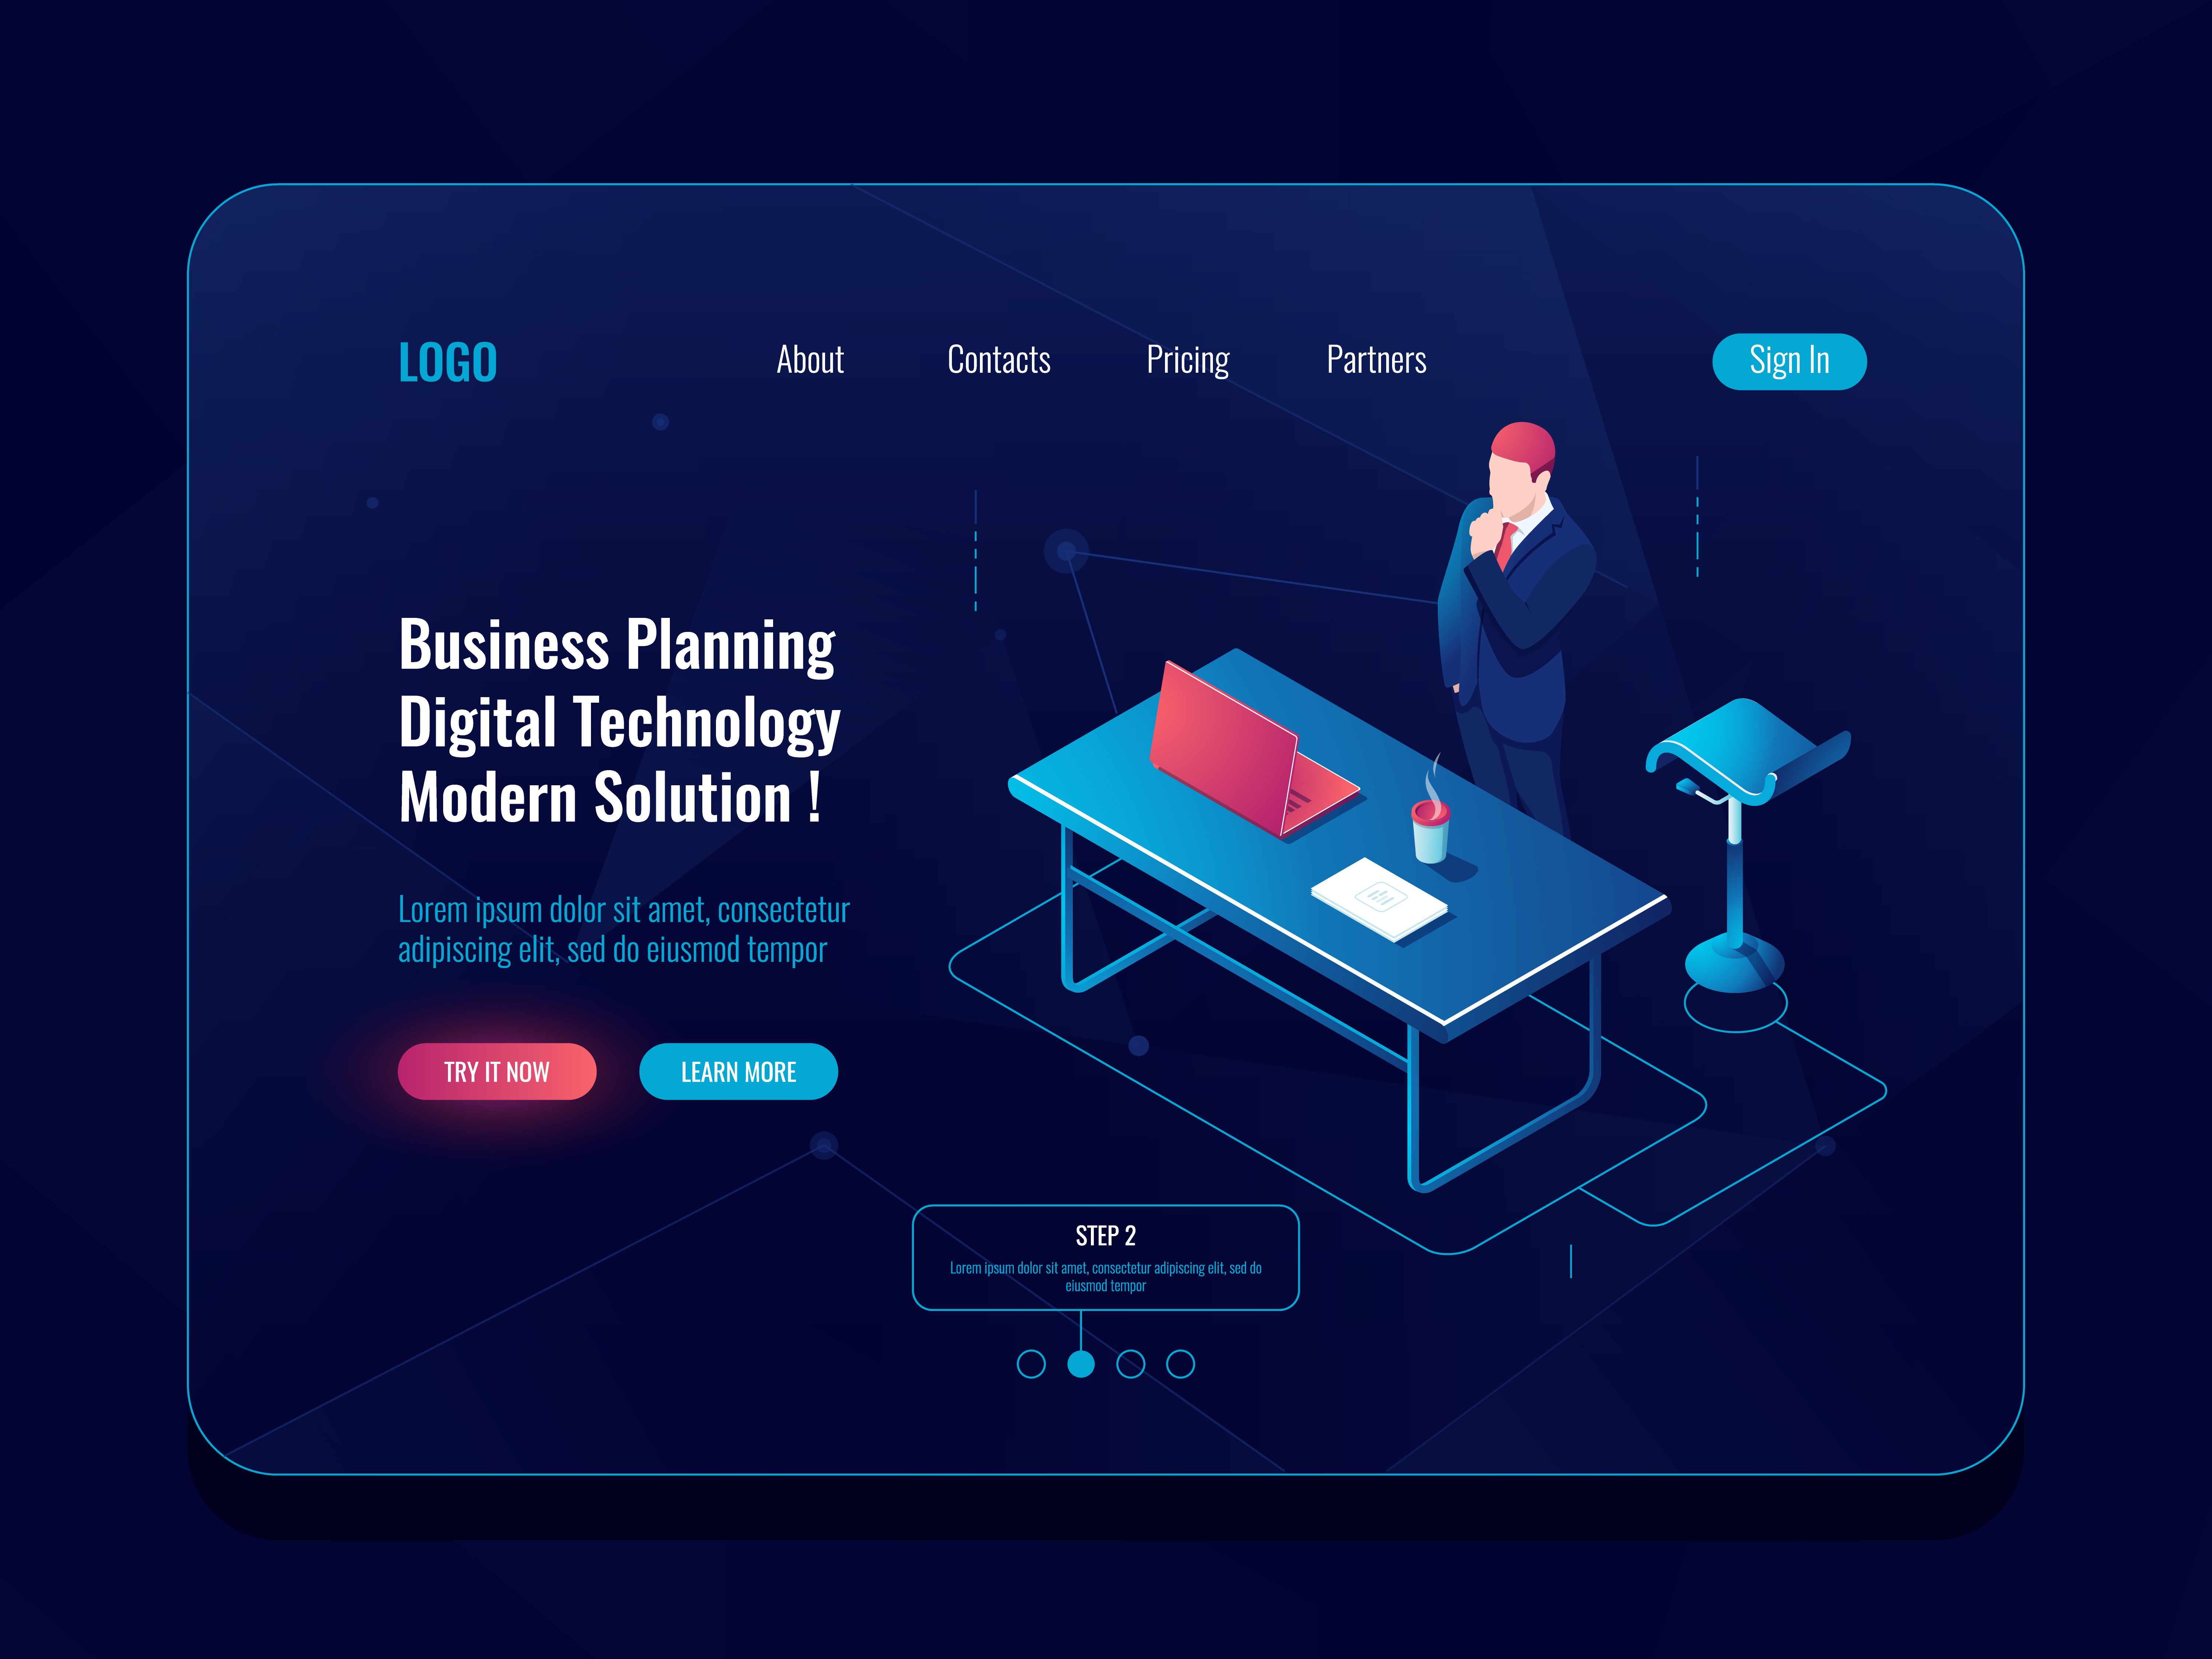 LOGO
About
Contacts
Pricing
Partners
Sign In
Business Planning
Digital Technology
Modern Solution !
Lorem ipsum dolor sit amet, consectetur
adipiscing elit, sed do eiusmod tempor
TRY IT NOW
LEARN MORE
STEP 2
Lorem ipsum dolor sit amet, consectetur adipiscing elit, sed do
eiusmod tempor